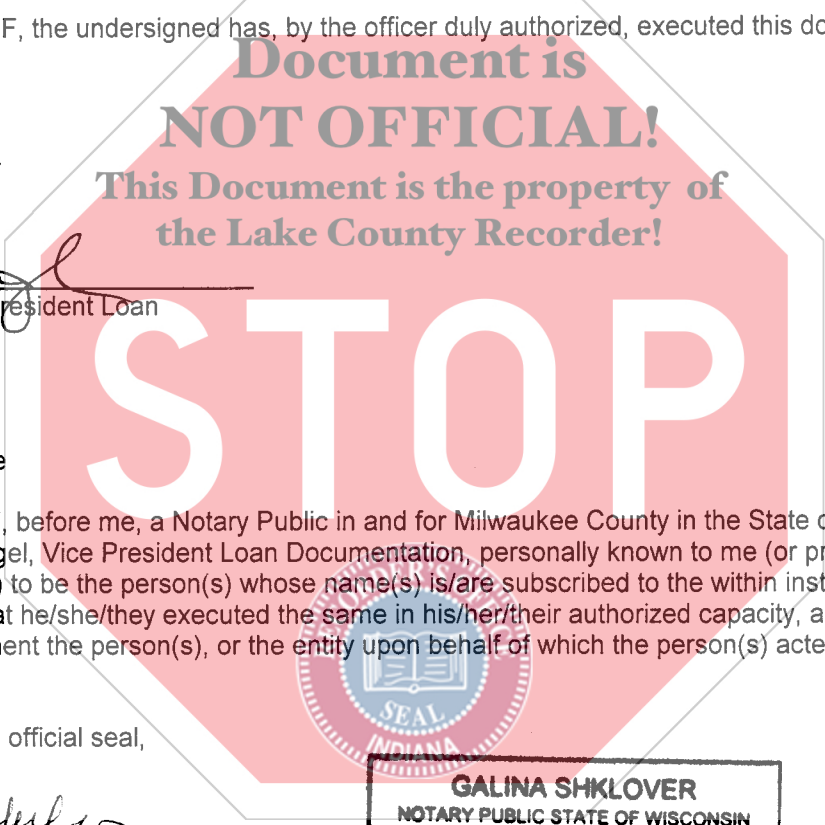 F, the undersigned has, by the officer duly authorized, executed this do
Document is
NOT OFFICIAL!
This Document is the property of
the Lake County Recorder!
resident Loan
STOP
e
, before me, a Notary Public in and for Milwaukee County in the State o
gel, Vice President Loan Documentation, personally known to me (or pr
) to be the person(s) whose name(s) is/are subscribed to the within inst
at he/she/they executed the same in his/her/their authorized capacity, a
ent the person(s), or the entity upon behalf of which the person(s) acte
RECORDER'S OFFICE
SEAL
INDIANA
official seal,
GALINA SHKLOVER
NOTARY PUBLIC STATE OF WISCONSIN